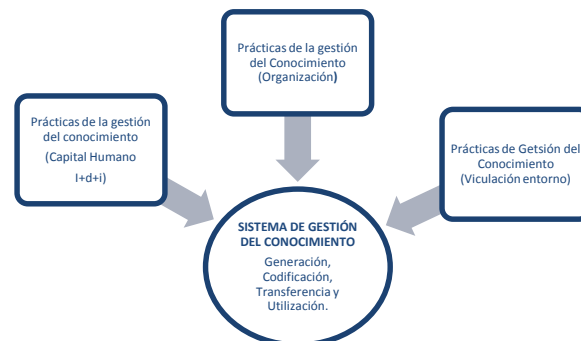 Prácticas de la gestión
del Conocimiento
(Organización)
Prácticas de la gestión
del conocimiento
(Capital Humano
I+d+i)
Prácticas de Getsión del
Conocimiento
(Viculación entorno)
SISTEMA DE GESTIÓN
DEL CONOCIMIENTO
Generación,
Codificación,
Transferencia y
Utilización.